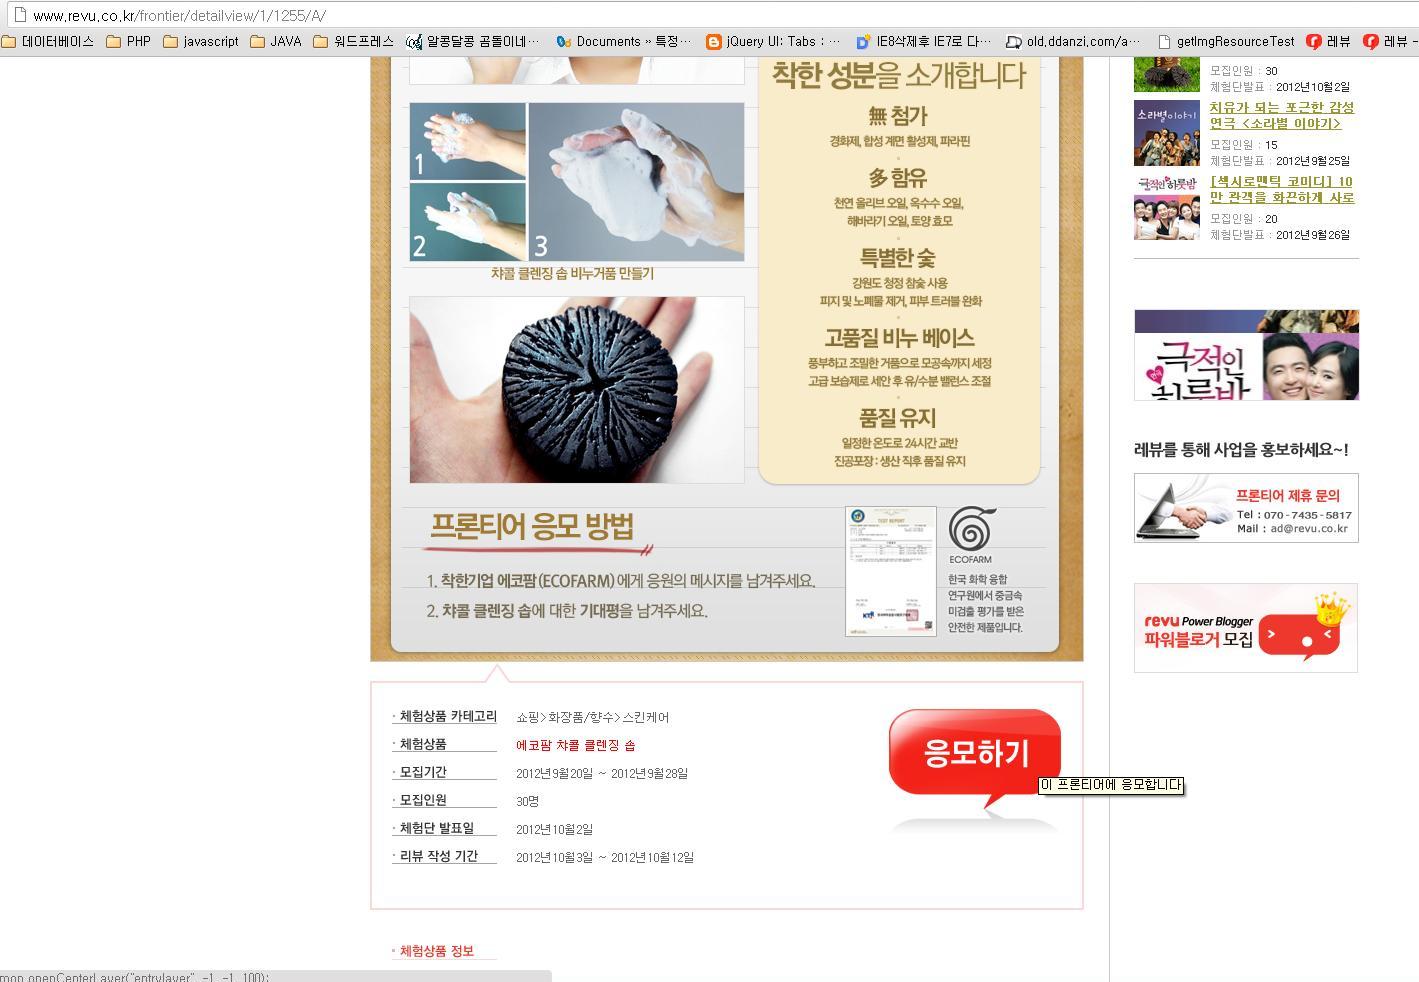 www.revu.co.kr/frontier/detailview/1/1255/A/
데이터베이스 PHP javascript JAVA 워드프레스 알콩달콩 곰돌이네… Documents » 특정… jQuery UI: Tabs : … IE8삭제후 IE7로 다… old.ddanzi.com/a… getImgResourceTest 레뷰 레뷰 -
착한 성분을 소개합니다
無 첨가
경화제, 합성 계면 활성제, 파라핀
多 함유
천연 올리브 오일, 옥수수 오일,
해바라기 오일, 토양 효모
특별한 숯
강원도 청정 참숯 사용
피지 및 노폐물 제거, 피부 트러블 완화
고품질 비누 베이스
풍부하고 조밀한 거품으로 모공속까지 세정
고급 보습제로 세안 후 유/수분 밸런스 조절
품질 유지
일정한 온도로 24시간 교반
진공포장 : 생산 직후 품질 유지
1
2
3
챠콜 클렌징 솝 비누거품 만들기
프론티어 응모 방법
1. 착한기업 에코팜(ECOFARM)에게 응원의 메시지를 남겨주세요.
2. 챠콜 클렌징 솝에 대한 기대평을 남겨주세요.
TEST REPORT
ECOFARM
한국 화학 융합
연구원에서 중금속
미검출 평가를 받은
안전한 제품입니다.
· 체험상품 카테고리 쇼핑>화장품/향수>스킨케어
· 체험상품 에코팜 챠콜 클렌징 솝
· 모집기간 2012년9월20일 ~ 2012년9월28일
· 모집인원 30명
· 체험단 발표일 2012년10월2일
· 리뷰 작성 기간 2012년10월3일 ~ 2012년10월12일
응모하기
이 프론티어에 응모합니다
· 체험상품 정보
mon.openCenterLayer("entrylayer", -1, -1, 100);
모집인원 : 30
체험단발표 : 2012년10월2일
소라별이야기
치유가 되는 포근한 감성
연극 <소라별 이야기>
모집인원 : 15
체험단발표 : 2012년9월25일
극적인 하룻밤
[섹시로맨틱 코미디] 10
만 관객을 화끈하게 사로
모집인원 : 20
체험단발표 : 2012년9월26일
연극
극적인
하룻밤
레뷰를 통해 사업을 홍보하세요~!
프론티어 제휴 문의
Tel : 070 - 7435 - 5817
Mail : ad@revu.co.kr
revu Power Blogger
파워블로거 모집